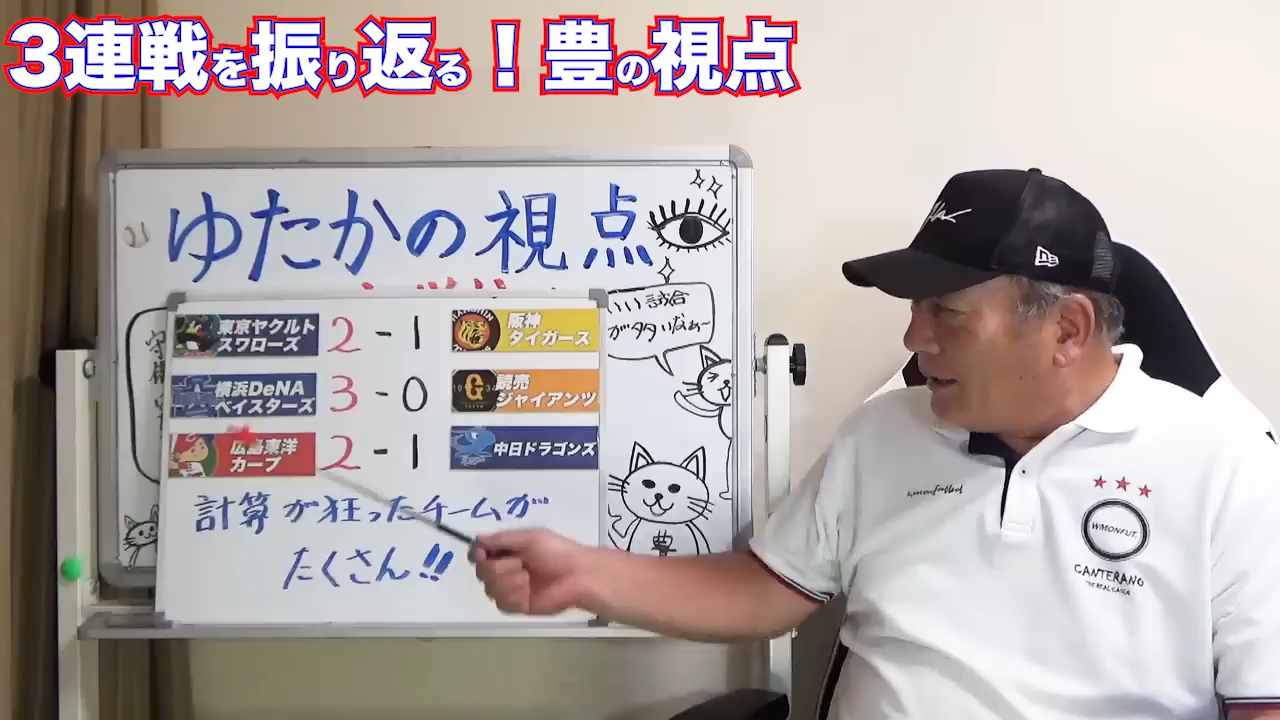 3連戦を振り返る！豊の視点
ゆたかの視点
いい試合
が多いなぁー
東京ヤクルト
スワローズ
2-1
阪神
タイガース
横浜DeNA
ベイスターズ
3-0
G
読売
ジャイアンツ
広島東洋
カープ
2-1
中日ドラゴンズ
計算が狂ったチームが
たくさん!!
豊
WMONFUT.
CANTERANO